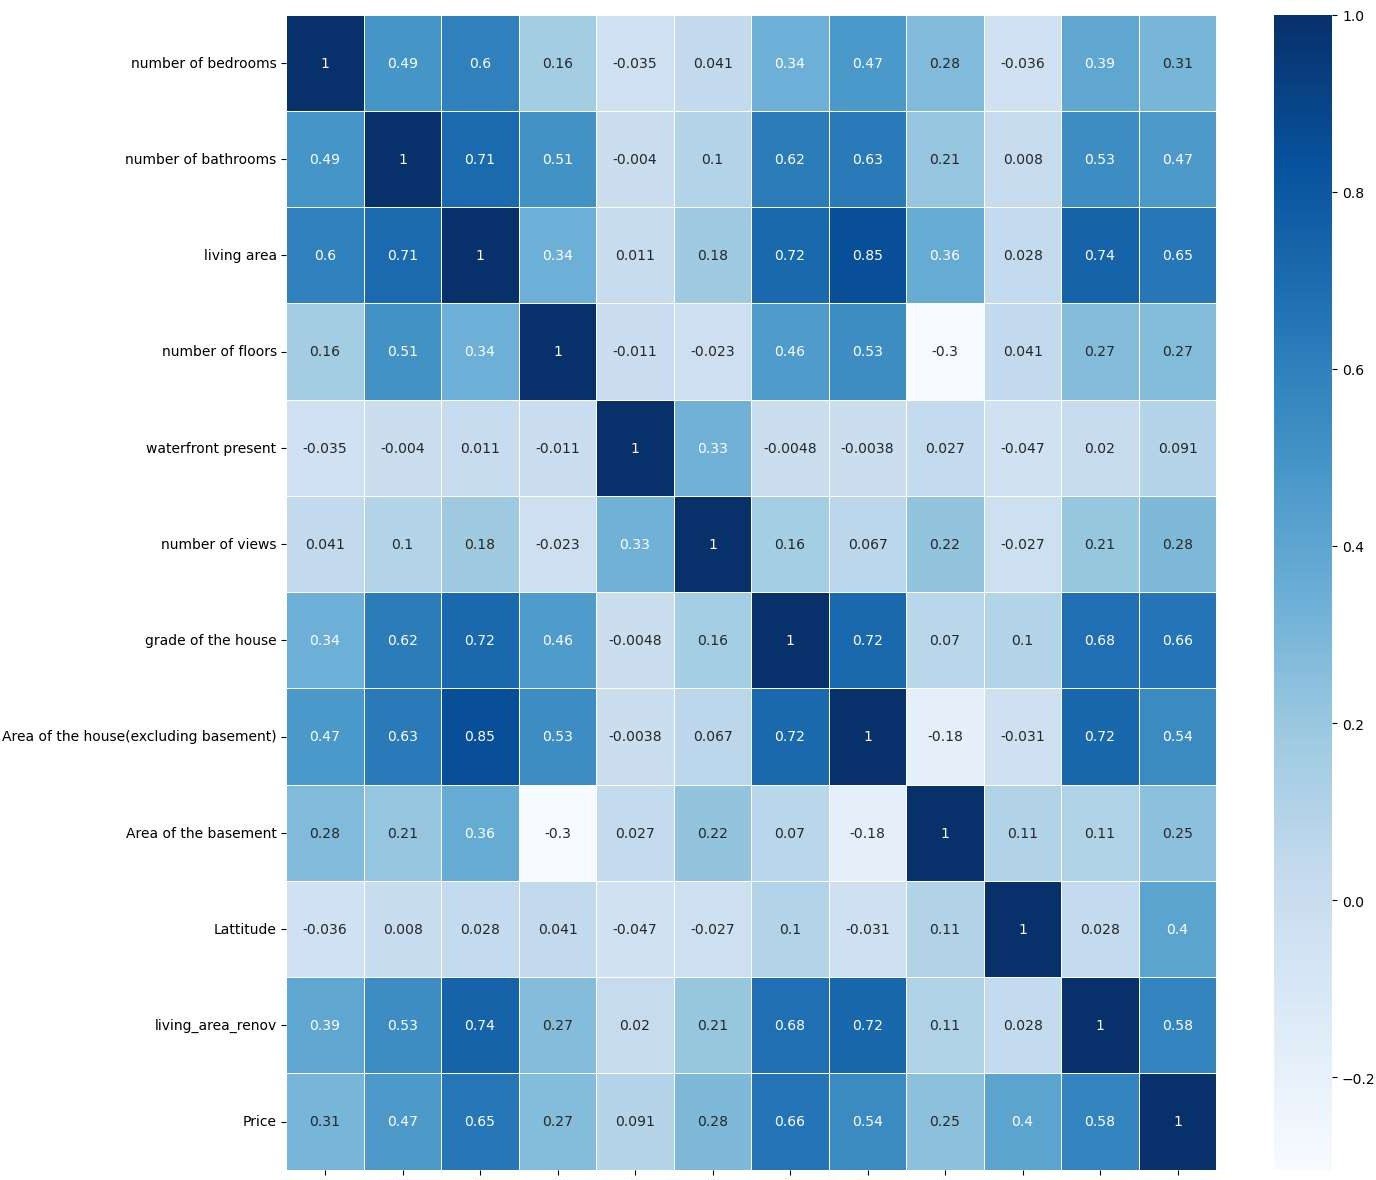 number of bedrooms 1 0.49 0.6 0.16 -0.035 0.041 0.34 0.47 0.28 -0.036 0.39 0.31
number of bathrooms 0.49 1 0.71 0.51 -0.004 0.1 0.62 0.63 0.21 0.008 0.53 0.47
living area 0.6 0.71 1 0.34 0.011 0.18 0.72 0.85 0.36 0.028 0.74 0.65
number of floors 0.16 0.51 0.34 1 -0.011 -0.023 0.46 0.53 -0.3 0.041 0.27 0.27
waterfront present -0.035 -0.004 0.011 -0.011 1 0.33 -0.0048 -0.0038 0.027 -0.047 0.02 0.091
number of views 0.041 0.1 0.18 -0.023 0.33 1 0.16 0.067 0.22 -0.027 0.21 0.28
grade of the house 0.34 0.62 0.72 0.46 -0.0048 0.16 1 0.72 0.07 0.1 0.68 0.66
Area of the house(excluding basement) 0.47 0.63 0.85 0.53 -0.0038 0.067 0.72 1 -0.18 -0.031 0.72 0.54
Area of the basement 0.28 0.21 0.36 -0.3 0.027 0.22 0.07 -0.18 1 0.11 0.11 0.25
Lattitude -0.036 0.008 0.028 0.041 -0.047 -0.027 0.1 -0.031 0.11 1 0.028 0.4
living_area_renov 0.39 0.53 0.74 0.27 0.02 0.21 0.68 0.72 0.11 0.028 1 0.58
Price 0.31 0.47 0.65 0.27 0.091 0.28 0.66 0.54 0.25 0.4 0.58 1
1.0
0.8
0.6
0.4
0.2
0.0
−0.2